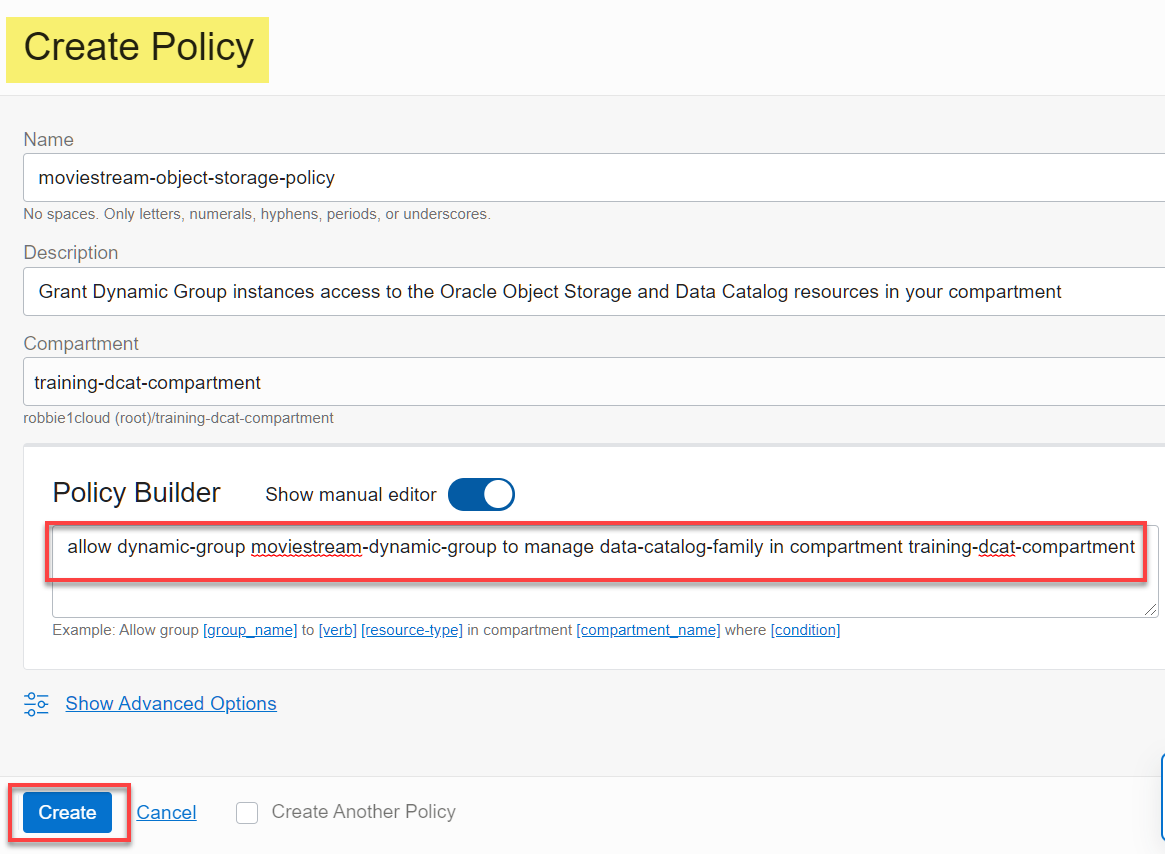 Create Policy
Name
moviestream-object-storage-policy
No spaces. Only letters, numerals, hyphens, periods, or underscores.
Description
Grant Dynamic Group instances access to the Oracle Object Storage and Data Catalog resources in your compartment
Compartment
training-dcat-compartment
robbie1cloud (root)/training-dcat-compartment
Policy Builder Show manual editor
allow dynamic-group moviestream-dynamic-group to manage data-catalog-family in compartment training-dcat-compartment
Example: Allow group [group_name] to [verb] [resource-type] in compartment [compartment_name] where [condition]
Show Advanced Options
Create Cancel Create Another Policy